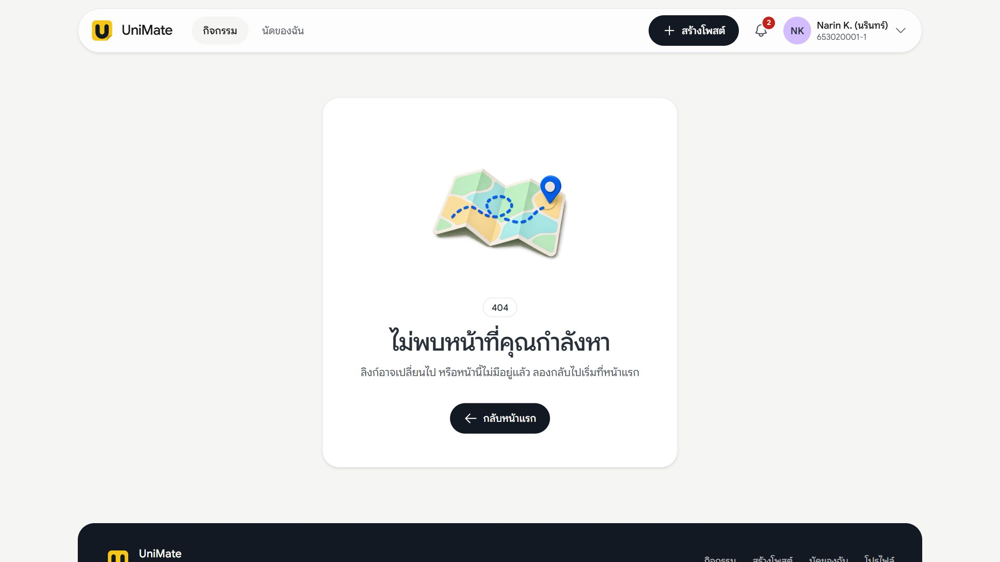 UniMate
กิจกรรม
นัดของฉัน
สร้างโพสต์
2
NK
Narin K. (นรินทร์)
653020001-1
404
ไม่พบหน้าที่คุณกำลังหา
ลิงก์อาจเปลี่ยนไป หรือหน้านี้ไม่มีอยู่แล้ว ลองกลับไปเริ่มที่หน้าแรก
กลับหน้าแรก
UniMate
กิจกรรม
สร้างโพสต์
นัดของฉัน
โปรไฟล์